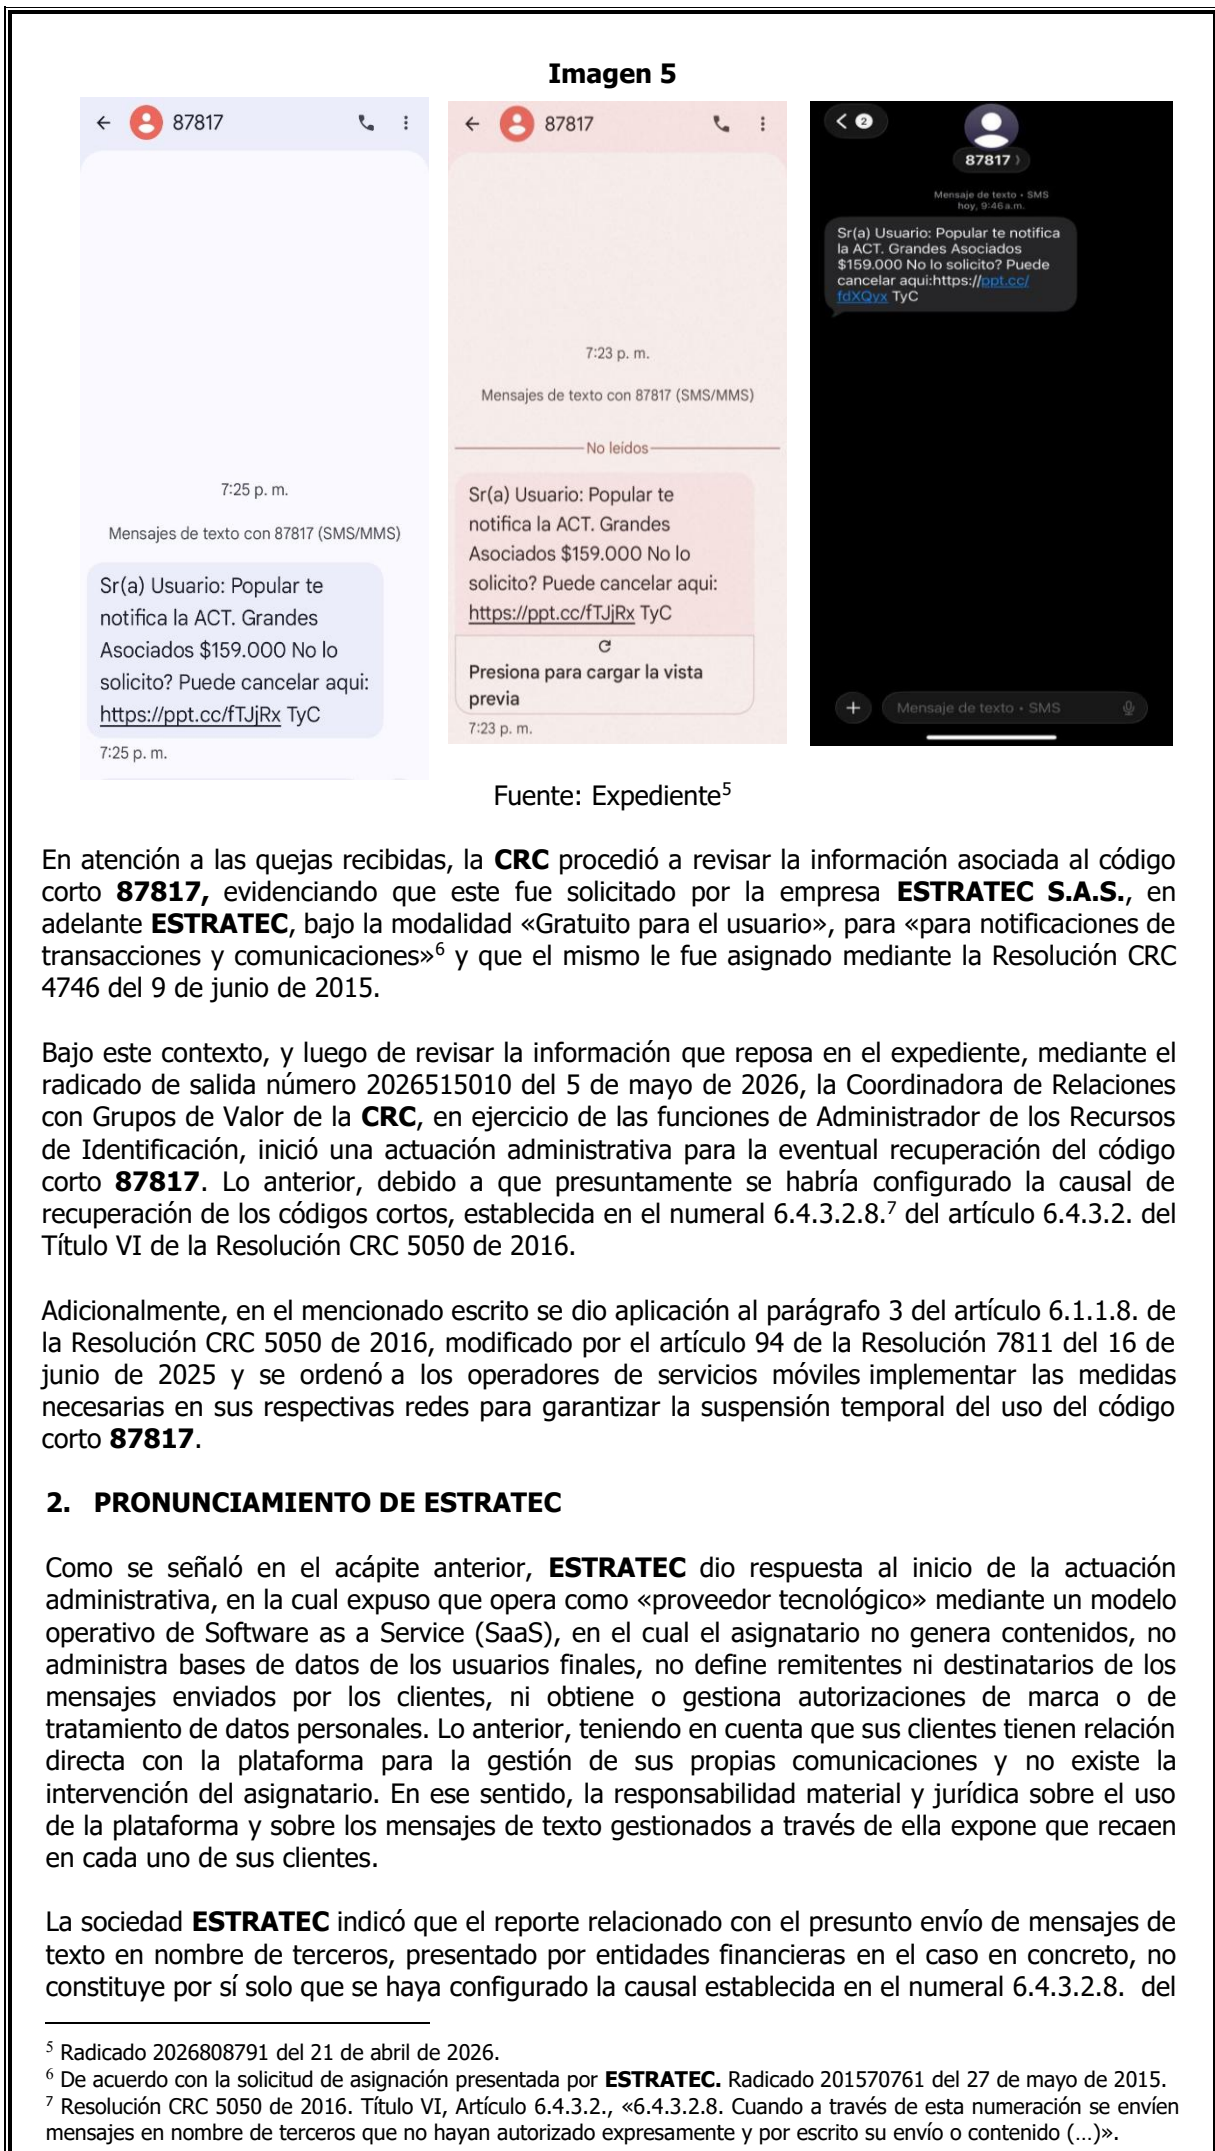 Imagen 5
87817
7:25 p. m.
Mensajes de texto con 87817 (SMS/MMS)
Sr(a) Usuario: Popular te
notifica la ACT. Grandes
Asociados $159.000 No lo
solicito? Puede cancelar aqui:
https://ppt.cc/fTJjRx TyC
7:25 p. m.
87817
7:23 p. m.
Mensajes de texto con 87817 (SMS/MMS)
No leídos
Sr(a) Usuario: Popular te
notifica la ACT. Grandes
Asociados $159.000 No lo
solicito? Puede cancelar aqui:
https://ppt.cc/fTJjRx TyC
Presiona para cargar la vista
previa
7:23 p. m.
2
87817
Mensaje de texto • SMS
hoy, 9:46 a.m.
Sr(a) Usuario: Popular te notifica
la ACT. Grandes Asociados
$159.000 No lo solicito? Puede
cancelar aqui:https://ppt.cc/
fdXQvx TyC
Mensaje de texto • SMS
Fuente: Expediente5
En atención a las quejas recibidas, la CRC procedió a revisar la información asociada al código
corto 87817, evidenciando que este fue solicitado por la empresa ESTRATEC S.A.S., en
adelante ESTRATEC, bajo la modalidad «Gratuito para el usuario», para «para notificaciones de
transacciones y comunicaciones»6 y que el mismo le fue asignado mediante la Resolución CRC
4746 del 9 de junio de 2015.
Bajo este contexto, y luego de revisar la información que reposa en el expediente, mediante el
radicado de salida número 2026515010 del 5 de mayo de 2026, la Coordinadora de Relaciones
con Grupos de Valor de la CRC, en ejercicio de las funciones de Administrador de los Recursos
de Identificación, inició una actuación administrativa para la eventual recuperación del código
corto 87817. Lo anterior, debido a que presuntamente se habría configurado la causal de
recuperación de los códigos cortos, establecida en el numeral 6.4.3.2.8.7 del artículo 6.4.3.2. del
Título VI de la Resolución CRC 5050 de 2016.
Adicionalmente, en el mencionado escrito se dio aplicación al parágrafo 3 del artículo 6.1.1.8. de
la Resolución CRC 5050 de 2016, modificado por el artículo 94 de la Resolución 7811 del 16 de
junio de 2025 y se ordenó a los operadores de servicios móviles implementar las medidas
necesarias en sus respectivas redes para garantizar la suspensión temporal del uso del código
corto 87817.
2. PRONUNCIAMIENTO DE ESTRATEC
Como se señaló en el acápite anterior, ESTRATEC dio respuesta al inicio de la actuación
administrativa, en la cual expuso que opera como «proveedor tecnológico» mediante un modelo
operativo de Software as a Service (SaaS), en el cual el asignatario no genera contenidos, no
administra bases de datos de los usuarios finales, no define remitentes ni destinatarios de los
mensajes enviados por los clientes, ni obtiene o gestiona autorizaciones de marca o de
tratamiento de datos personales. Lo anterior, teniendo en cuenta que sus clientes tienen relación
directa con la plataforma para la gestión de sus propias comunicaciones y no existe la
intervención del asignatario. En ese sentido, la responsabilidad material y jurídica sobre el uso
de la plataforma y sobre los mensajes de texto gestionados a través de ella expone que recaen
en cada uno de sus clientes.
La sociedad ESTRATEC indicó que el reporte relacionado con el presunto envío de mensajes de
texto en nombre de terceros, presentado por entidades financieras en el caso en concreto, no
constituye por sí solo que se haya configurado la causal establecida en el numeral 6.4.3.2.8. del
5 Radicado 2026808791 del 21 de abril de 2026.
6 De acuerdo con la solicitud de asignación presentada por ESTRATEC. Radicado 201570761 del 27 de mayo de 2015.
7 Resolución CRC 5050 de 2016. Título VI, Artículo 6.4.3.2., «6.4.3.2.8. Cuando a través de esta numeración se envíen
mensajes en nombre de terceros que no hayan autorizado expresamente y por escrito su envío o contenido (...)».